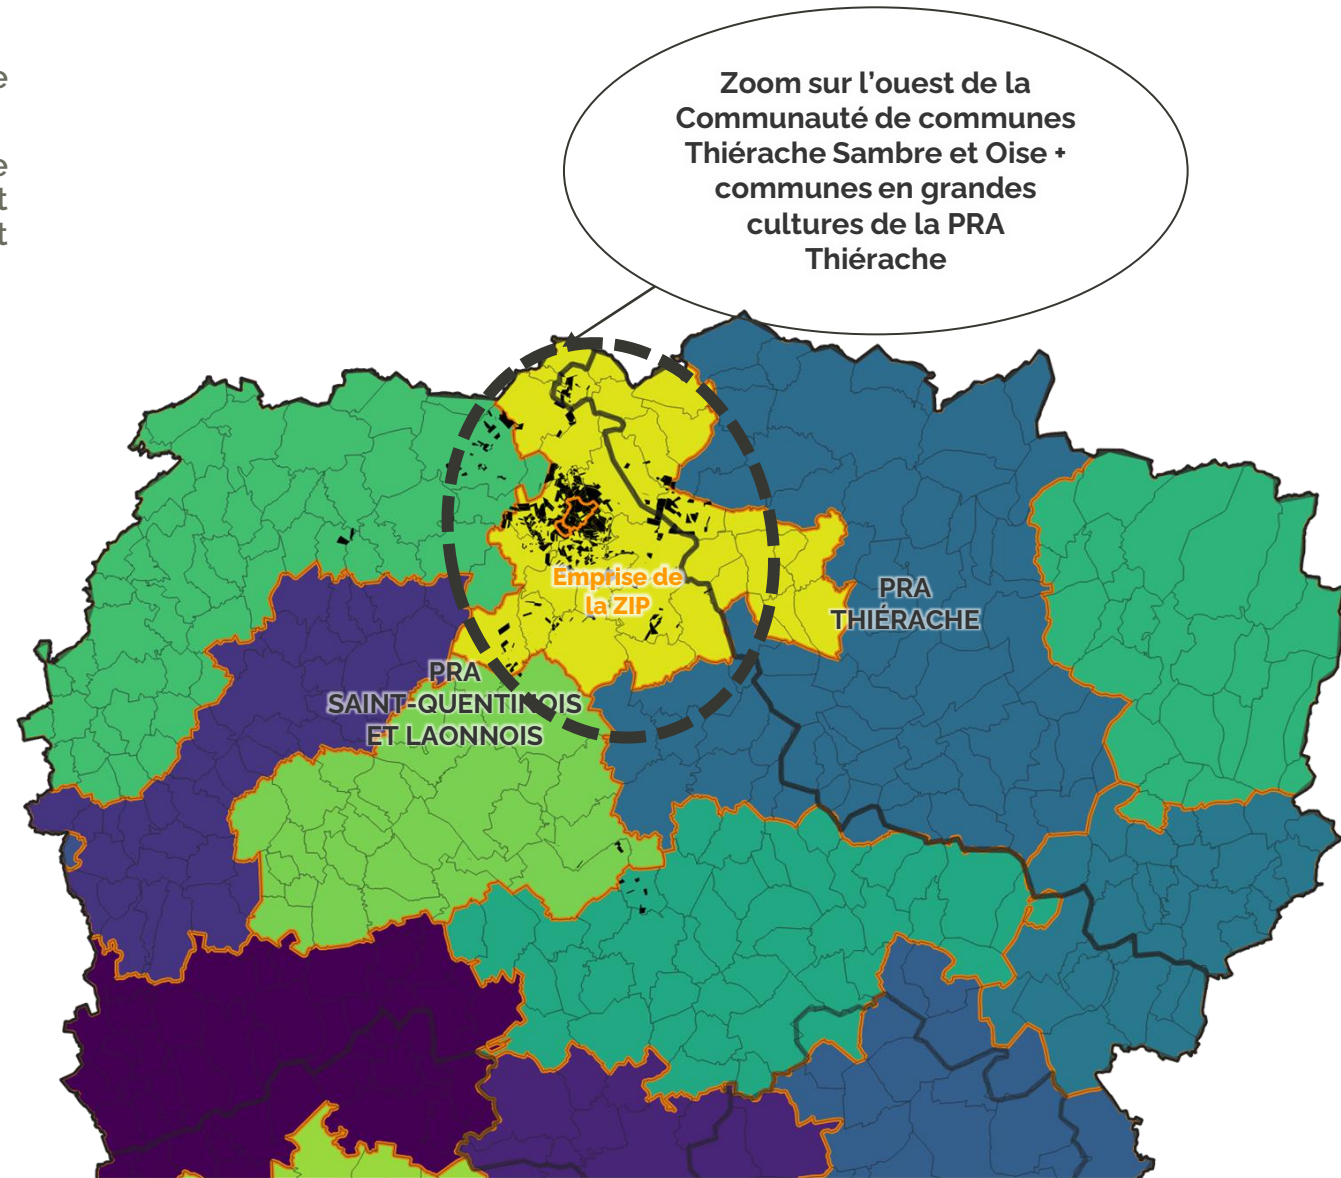 e
e
t
t
Zoom sur l'ouest de la
Communauté de communes
Thiérache Sambre et Oise +
communes en grandes
cultures de la PRA
Thiérache
Emprise de
la ZIP
PRA
THIÉRACHE
PRA
SAINT-QUENTINOIS
ET LAONNOIS